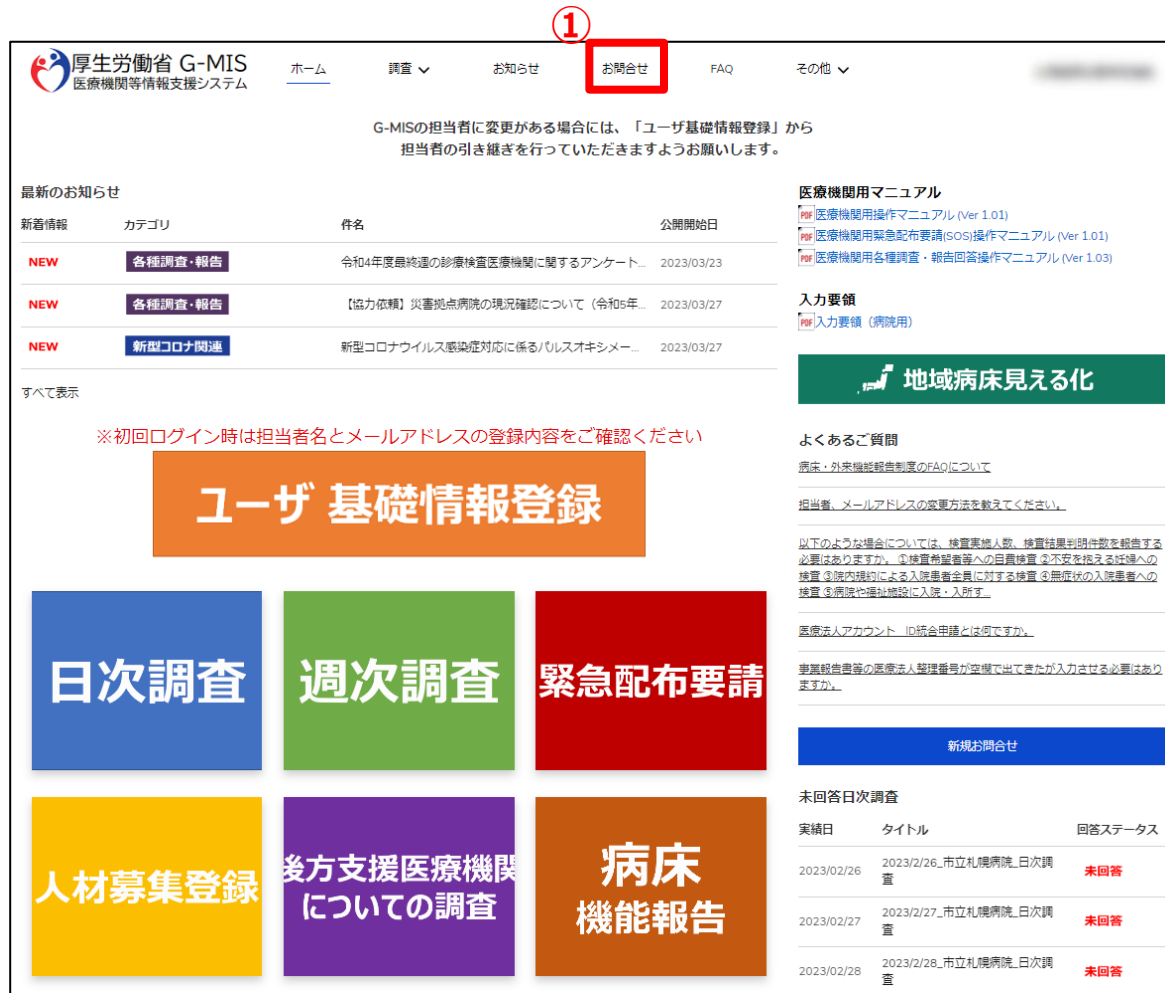 ①
厚生労働省 G-MIS
医療機関等情報支援システム
ホーム 調査 お知らせ お問合せ FAQ その他
G-MISの担当者に変更がある場合には、「ユーザ基礎情報登録」から
担当者の引き継ぎを行っていただきますようお願いします。
最新のお知らせ
新着情報 カテゴリ 件名 公開開始日
NEW 各種調査・報告 令和4年度最終週の診療検査医療機関に関するアンケート... 2023/03/23
NEW 各種調査・報告 【協力依頼】災害拠点病院の現況確認について（令和5年... 2023/03/27
NEW 新型コロナ関連 新型コロナウイルス感染症対応に係るパルスオキシメー... 2023/03/27
すべて表示
※初回ログイン時は担当者名とメールアドレスの登録内容をご確認ください
ユーザ 基礎情報登録
日次調査
週次調査
緊急配布要請
人材募集登録
後方支援医療機関
についての調査
病床
機能報告
医療機関用マニュアル
PDF 医療機関用操作マニュアル (Ver 1.01)
PDF 医療機関用緊急配布要請(SOS)操作マニュアル (Ver 1.01)
PDF 医療機関用各種調査・報告回答操作マニュアル (Ver 1.03)
入力要領
PDF 入力要領（病院用）
地域病床見える化
よくあるご質問
病床・外来機能報告制度のFAQについて
担当者、メールアドレスの変更方法を教えてください。
以下のような場合については、検査実施人数、検査結果判明件数を報告する
必要はありますか。 ①検査希望者等への自費検査 ②不安を抱える妊婦への
検査 ③院内規約による入院患者全員に対する検査 ④無症状の入院患者への
検査 ⑤病院や福祉施設に入院・入所す...
医療法人アカウント　ID統合申請とは何ですか。
事業報告書等の医療法人整理番号が空欄で出てきたが入力させる必要はあり
ますか。
新規お問合せ
未回答日次調査
実績日 タイトル 回答ステータス
2023/02/26 2023/2/26_市立札幌病院_日次調
査 未回答
2023/02/27 2023/2/27_市立札幌病院_日次調
査 未回答
2023/02/28 2023/2/28_市立札幌病院_日次調
査 未回答